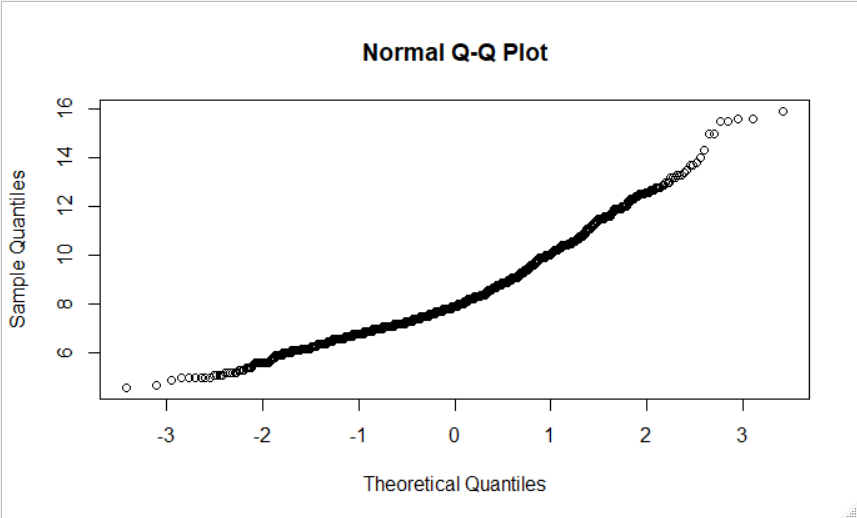 Normal Q-Q Plot
16
14
12
10
8
6
Sample Quantiles
-3 -2 -1 0 1 2 3
Theoretical Quantiles